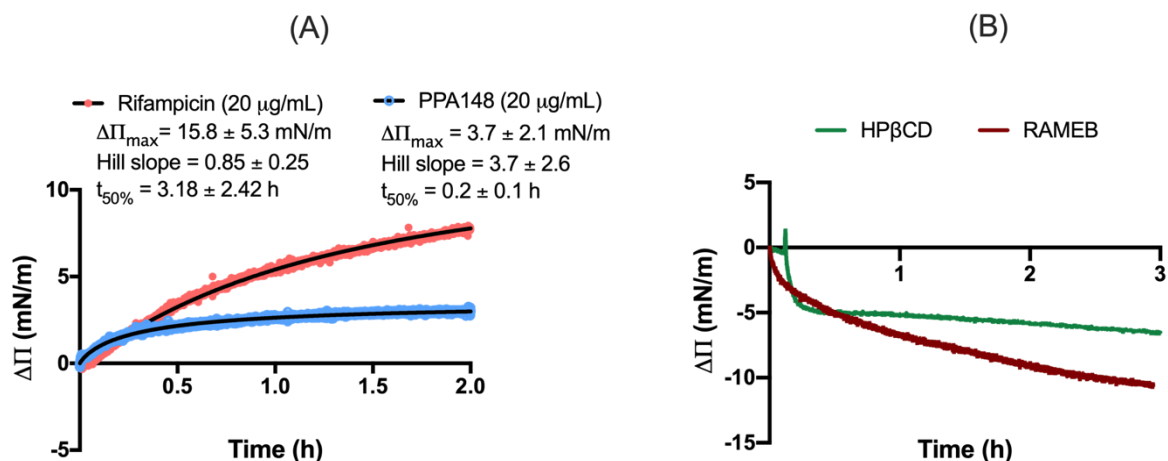 (A)
Rifampicin (20 μg/mL)
ΔΠmax= 15.8 ± 5.3 mN/m
Hill slope = 0.85 ± 0.25
t50% = 3.18 ± 2.42 h
PPA148 (20 μg/mL)
ΔΠmax = 3.7 ± 2.1 mN/m
Hill slope = 3.7 ± 2.6
t50% = 0.2 ± 0.1 h
10
5
0
-5
ΔΠ (mN/m)
0.5
1.0
1.5
2.0
Time (h)
(B)
HPβCD
RAMEB
5
0
-5
-10
-15
ΔΠ (mN/m)
1
2
3
Time (h)